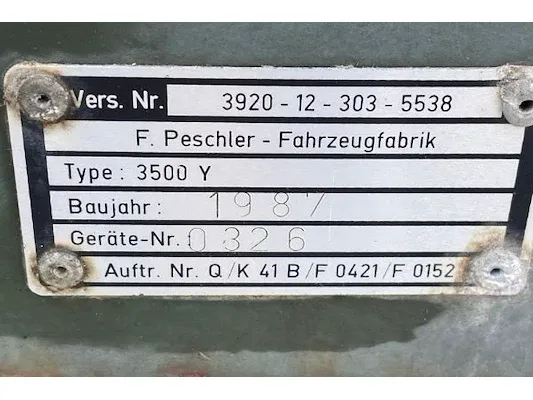 Vers. Nr. 3920-12-303-5538
F. Peschler - Fahrzeugfabrik
Type: 3500 Y
Baujahr: 1987
Geräte-Nr. 0326
Auftr. Nr. Q/K 41 B/F 0421/F 0152